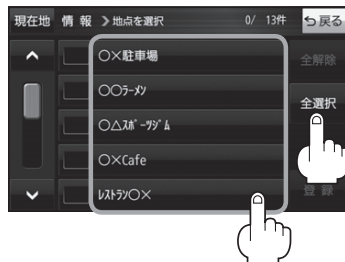 現在地 情 報 ❯地点を選択 0/ 13件 戻る
全解除
○×駐車場
○○ﾗｰﾒﾝ
全選択
○△ｽﾎﾟｰﾂｼﾞﾑ
○×Cafe
ﾚｽﾄﾗﾝ○×
登 録